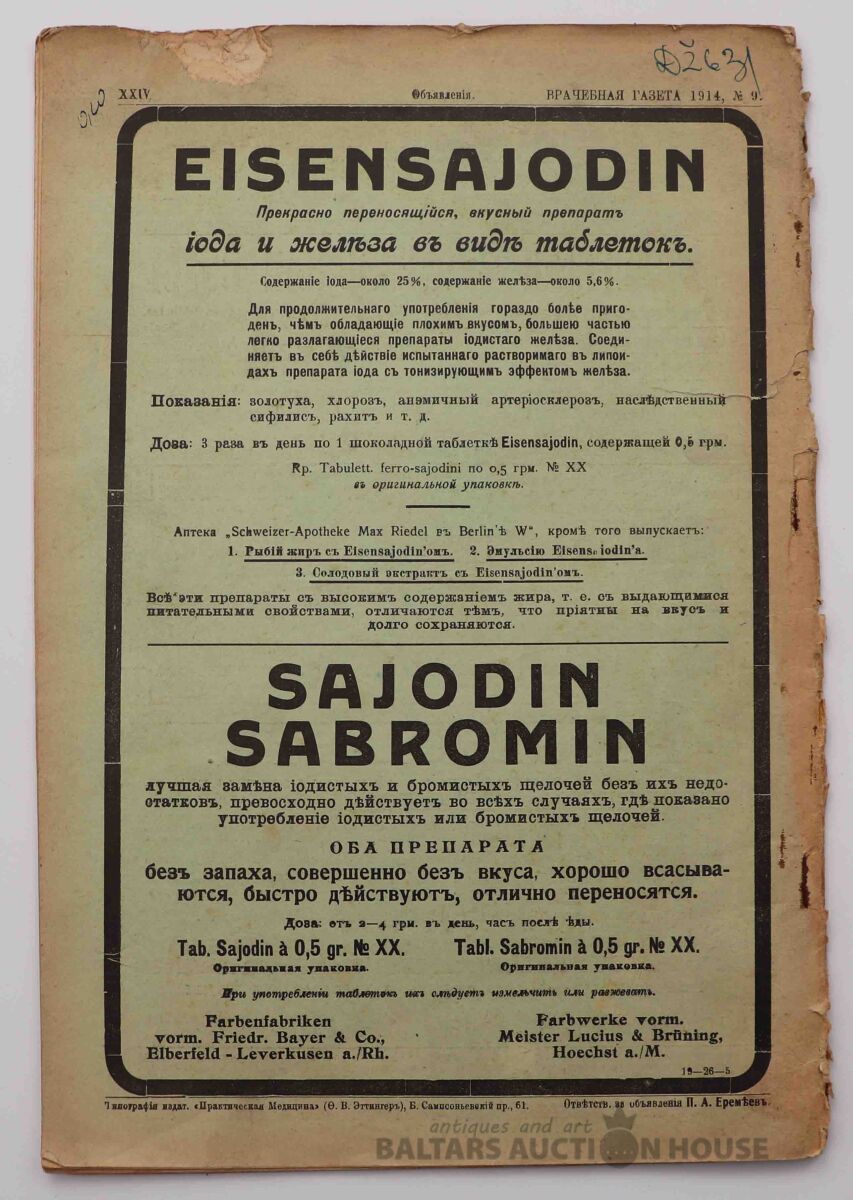 XXIV.
Объявленія.
ВРАЧЕБНАЯ ГАЗЕТА 1914, № 9.
EISENSAJODIN
Прекрасно переносящійся, вкусный препаратъ
іода и желѣза въ видѣ таблетокъ.
Содержаніе іода—около 25%, содержаніе желѣза—около 5,6%.
Для продолжительнаго употребленія гораздо болѣе приго-
денъ, чѣмъ обладающіе плохимъ вкусомъ, большею частью
легко разлагающіеся препараты іодистаго желѣза. Соеди-
няетъ въ себѣ дѣйствіе испытаннаго растворимаго въ липои-
дахъ препарата іода съ тонизирующимъ эффектомъ желѣза.
Показанія: золотуха, хлорозъ, анэмичный артеріосклерозъ, наслѣдственный
сифилисъ, рахитъ и т. д.
Доза: 3 раза въ день по 1 шоколадной таблеткѣ Eisensajodin, содержащей 0,5 грм.
Rp. Tabulett. ferro-sajodini по 0,5 грм. № XX
въ оригинальной упаковкѣ.
Аптека „Schweizer-Apotheke Max Riedel въ Berlin'ѣ W“, кромѣ того выпускаетъ:
1. Рыбій жиръ съ Eisensajodin'омъ. 2. Эмульсію Eisensajodin'a.
3. Солодовый экстрактъ съ Eisensajodin'омъ.
Всѣ эти препараты съ высокимъ содержаніемъ жира, т. е. съ выдающимися
питательными свойствами, отличаются тѣмъ, что пріятны на вкусъ и
долго сохраняются.
SAJODIN
SABROMIN
лучшая замѣна іодистыхъ и бромистыхъ щелочей безъ ихъ недо-
статковъ, превосходно дѣйствуетъ во всѣхъ случаяхъ, гдѣ показано
употребленіе іодистыхъ или бромистыхъ щелочей.
ОБА ПРЕПАРАТА
безъ запаха, совершенно безъ вкуса, хорошо всасыва-
ются, быстро дѣйствуютъ, отлично переносятся.
Доза: отъ 2—4 грм. въ день, часъ послѣ ѣды.
Tab. Sajodin à 0,5 gr. № XX. Tabl. Sabromin à 0,5 gr. № XX.
Оригинальная упаковка. Оригинальная упаковка.
При употребленіи таблетокъ ихъ слѣдуетъ измельчить или разжевать.
Farbenfabriken
vorm. Friedr. Bayer & Co.,
Elberfeld - Leverkusen a./Rh.
Farbwerke vorm.
Meister Lucius & Brüning,
Hoechst a./M.
19—26—5
Типографія издат. «Практическая Медицина» (Ѳ. В. Эттингеръ), Б. Сампсоньевскій пр., 61. Отвѣтств. за объявленія П. А. Еремѣевъ.
antiques and art
BALTARS AUCTION HOUSE